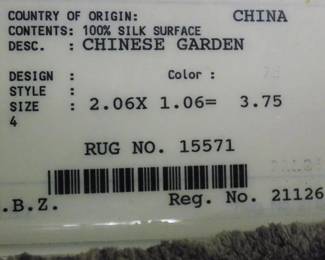 COUNTRY OF ORIGIN: CHINA
CONTENTS: 100% SILK SURFACE
DESC. : CHINESE GARDEN
DESIGN : Color :
STYLE :
SIZE : 2.06X 1.06= 3.75
4
RUG NO. 15571
.B.Z. Reg. No. 21126